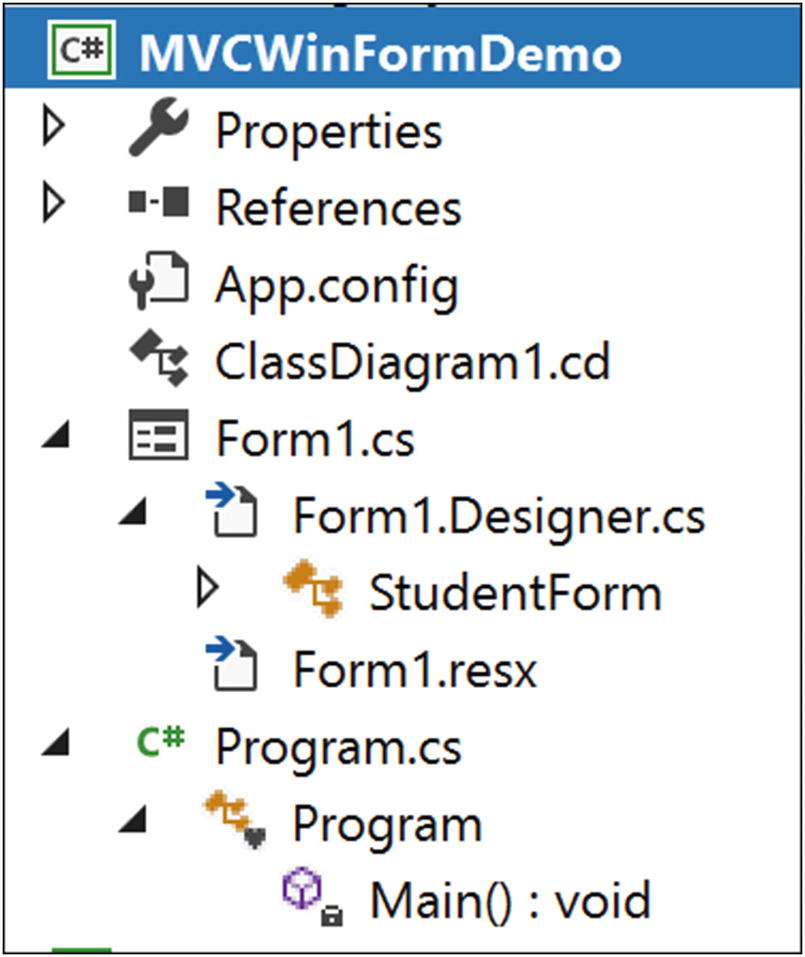 C# MVCWinFormDemo
Properties
References
App.config
ClassDiagram1.cd
Form1.cs
Form1.Designer.cs
StudentForm
Form1.resx
C# Program.cs
Program
Main() : void